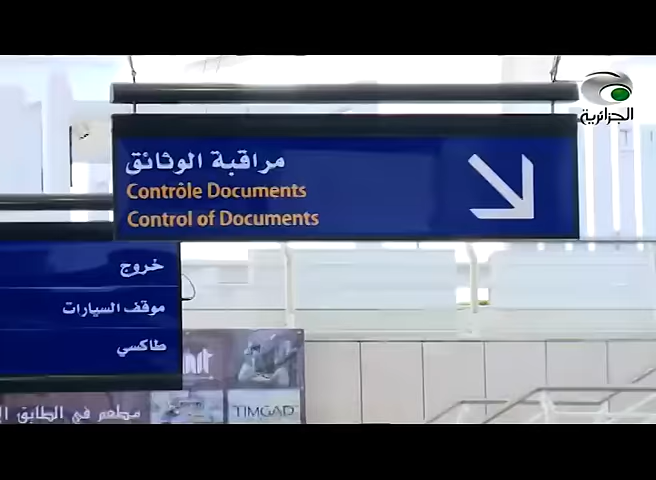 الجزائرية
مراقبة الوثائق
Contrôle Documents
Control of Documents
خروج
موقف السيارات
طاكسي
مطعم في الطابق
TIMGAD